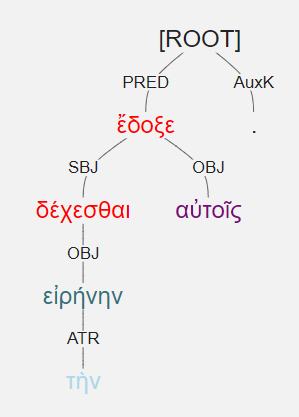 [ROOT]
PRED AuxK
ἔδοξε .
SBJ OBJ
δέχεσθαι αὐτοῖς
OBJ
εἰρήνην
ATR
τὴν